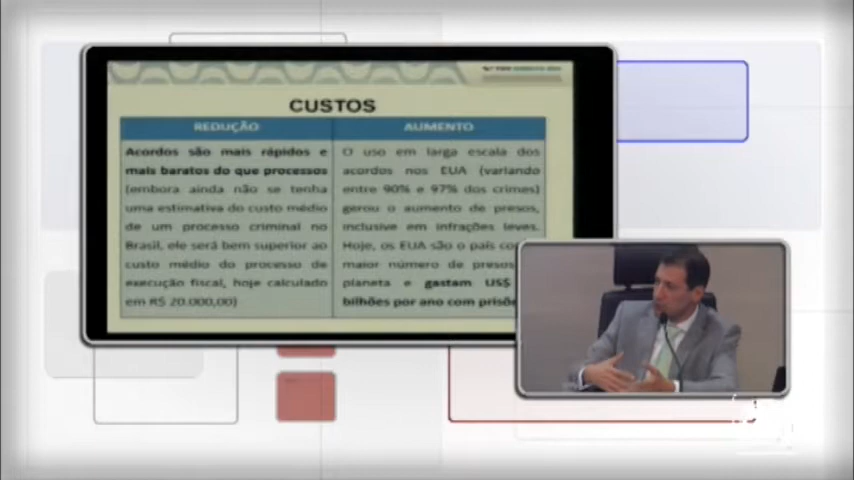 CUSTOS
REDUÇÃO
Acordos são mais rápidos e
mais baratos do que processos
(embora ainda não se tenha
uma estimativa do custo médio
de um processo criminal no
Brasil, ele será bem superior ao
custo médio do processo de
execução fiscal, hoje calculado
em R$ 20.000,00)
AUMENTO
O uso em larga escala dos
acordos nos EUA (variando
entre 90% e 97% dos crimes)
gerou o aumento de presos,
inclusive em infrações leves.
Hoje, os EUA são o país
maior número de presos
planeta e gastam US$
bilhões por ano com